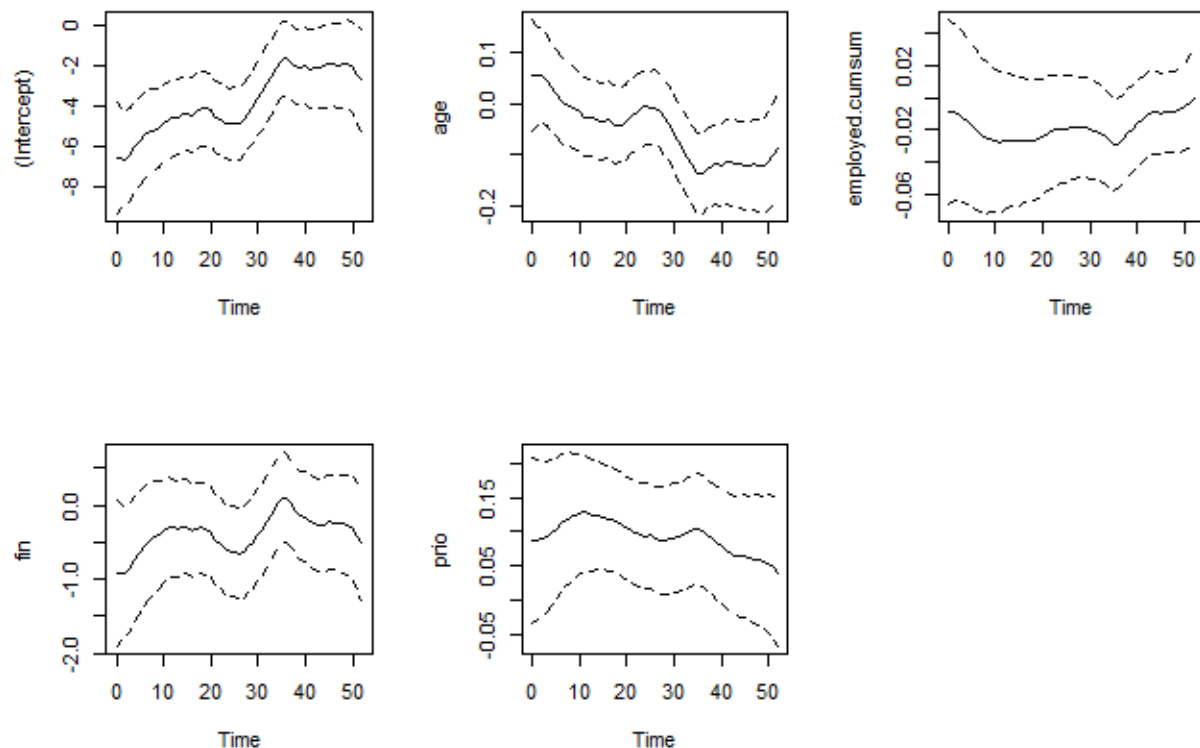 (Intercept)
0
-2
-4
-6
-8
0 10 20 30 40 50
Time
age
0.1
0.0
-0.2
0 10 20 30 40 50
Time
employed.cumsum
0.02
-0.02
-0.06
0 10 20 30 40 50
Time
fin
0.0
-1.0
-2.0
0 10 20 30 40 50
Time
prio
0.15
0.05
-0.05
0 10 20 30 40 50
Time